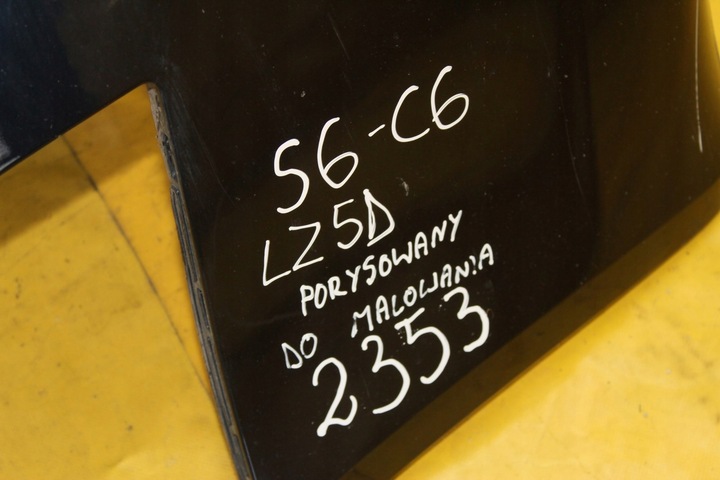 S6-C6
LZ5D
PORYSOWANY
DO MALOWANIA
2353